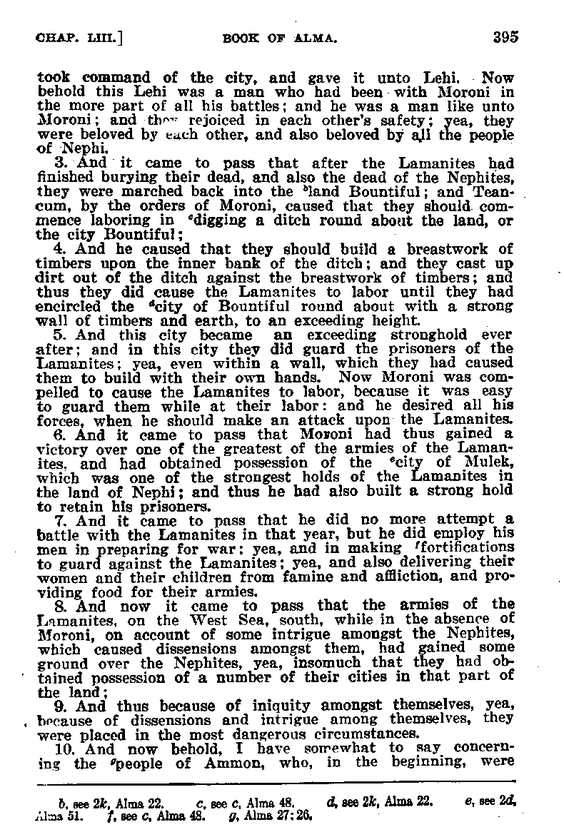 CHAP. LIII.] BOOK OF ALMA. 395
took command of the city, and gave it unto Lehi. Now
behold this Lehi was a man who had been with Moroni in
the more part of all his battles; and he was a man like unto
Moroni; and they rejoiced in each other's safety; yea, they
were beloved by each other, and also beloved by all the people
of Nephi.
3. And it came to pass that after the Lamanites had
finished burying their dead, and also the dead of the Nephites,
they were marched back into the ᵇland Bountiful; and Tean-
cum, by the orders of Moroni, caused that they should com-
mence laboring in ᶜdigging a ditch round about the land, or
the city Bountiful;
4. And he caused that they should build a breastwork of
timbers upon the inner bank of the ditch; and they cast up
dirt out of the ditch against the breastwork of timbers; and
thus they did cause the Lamanites to labor until they had
encircled the ᵈcity of Bountiful round about with a strong
wall of timbers and earth, to an exceeding height.
5. And this city became an exceeding stronghold ever
after; and in this city they did guard the prisoners of the
Lamanites; yea, even within a wall, which they had caused
them to build with their own hands. Now Moroni was com-
pelled to cause the Lamanites to labor, because it was easy
to guard them while at their labor: and he desired all his
forces, when he should make an attack upon the Lamanites.
6. And it came to pass that Moroni had thus gained a
victory over one of the greatest of the armies of the Laman-
ites, and had obtained possession of the ᵉcity of Mulek,
which was one of the strongest holds of the Lamanites in
the land of Nephi; and thus he had also built a strong hold
to retain his prisoners.
7. And it came to pass that he did no more attempt a
battle with the Lamanites in that year, but he did employ his
men in preparing for war; yea, and in making ᶠfortifications
to guard against the Lamanites; yea, and also delivering their
women and their children from famine and affliction, and pro-
viding food for their armies.
8. And now it came to pass that the armies of the
Lamanites, on the West Sea, south, while in the absence of
Moroni, on account of some intrigue amongst the Nephites,
which caused dissensions amongst them, had gained some
ground over the Nephites, yea, insomuch that they had ob-
tained possession of a number of their cities in that part of
the land;
9. And thus because of iniquity amongst themselves, yea,
because of dissensions and intrigue among themselves, they
were placed in the most dangerous circumstances.
10. And now behold, I have somewhat to say concern-
ing the ᵍpeople of Ammon, who, in the beginning, were
b, see 2k, Alma 22. c, see c, Alma 48. d, see 2k, Alma 22. e, see 2d,
Alma 51. f, see c, Alma 48. g, Alma 27:26.